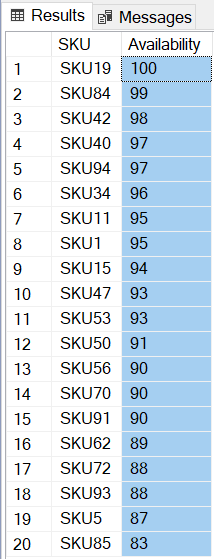 Results Messages
SKU Availability
1 SKU19 100
2 SKU84 99
3 SKU42 98
4 SKU40 97
5 SKU94 97
6 SKU34 96
7 SKU11 95
8 SKU1 95
9 SKU15 94
10 SKU47 93
11 SKU53 93
12 SKU50 91
13 SKU56 90
14 SKU70 90
15 SKU91 90
16 SKU62 89
17 SKU72 88
18 SKU93 88
19 SKU5 87
20 SKU85 83